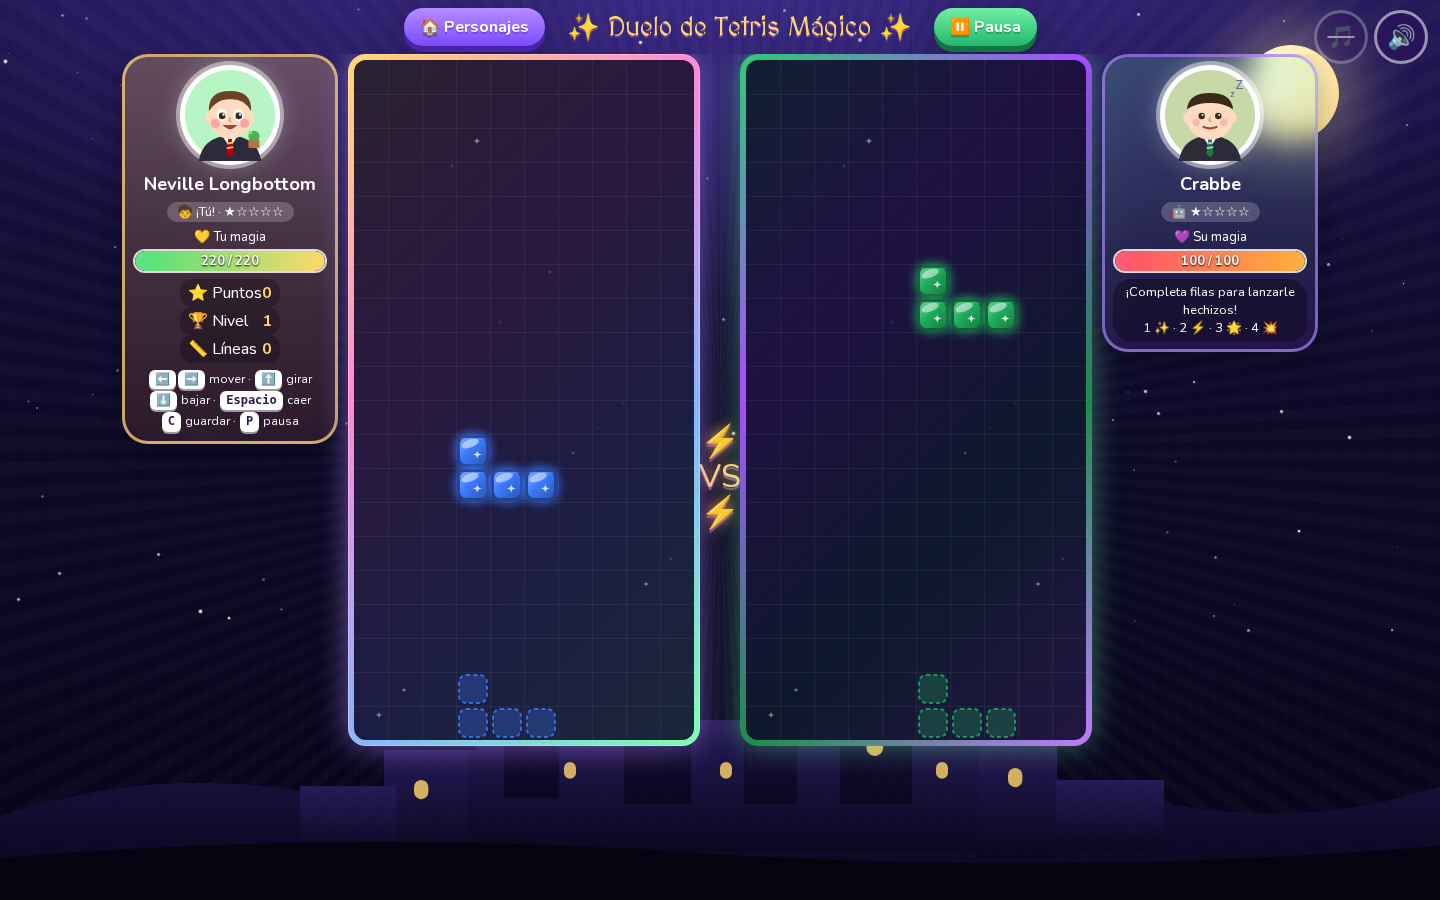 🏠 Personajes
✨ Duelo de Tetris Mágico ✨
⏸️ Pausa
Neville Longbottom
🧒 ¡Tú! · ★☆☆☆☆
💛 Tu magia
220 / 220
⭐ Puntos 0
🏆 Nivel 1
📏 Líneas 0
⬅️ ➡️ mover · ⬆️ girar
⬇️ bajar · Espacio caer
C guardar · P pausa
⚡
VS
⚡
z Z
Crabbe
🤖 ★☆☆☆☆
💜 Su magia
100 / 100
¡Completa filas para lanzarle
hechizos!
1 ✨ · 2 ⚡ · 3 🌟 · 4 💥